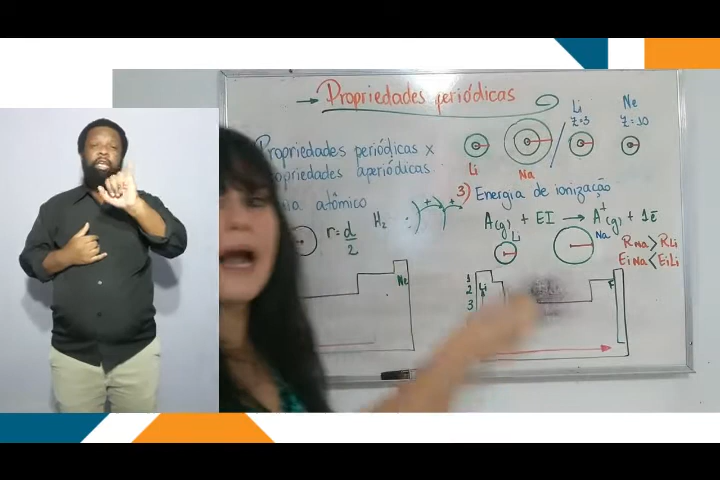 → Propriedades periódicas
Propriedades periódicas x
propriedades aperiódicas.
atômico
r = d/2
H₂
Ne
Li
Na
Li
Z=3
Ne
Z=10
3) Energia de ionização
A(g) + EI → A⁺(g) + 1ē
Li
Na
RNa > RLi
EiNa < EiLi
1
2
3
Li
F